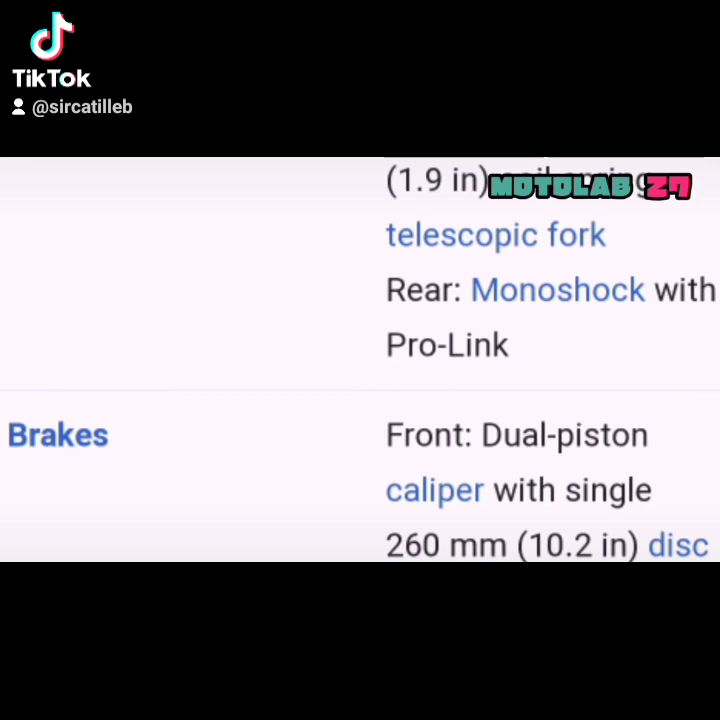 TikTok
@sircatilleb
(1.9 in)
MOTOLAB 27
telescopic fork
Rear: Monoshock with
Pro-Link
Brakes
Front: Dual-piston
caliper with single
260 mm (10.2 in) disc